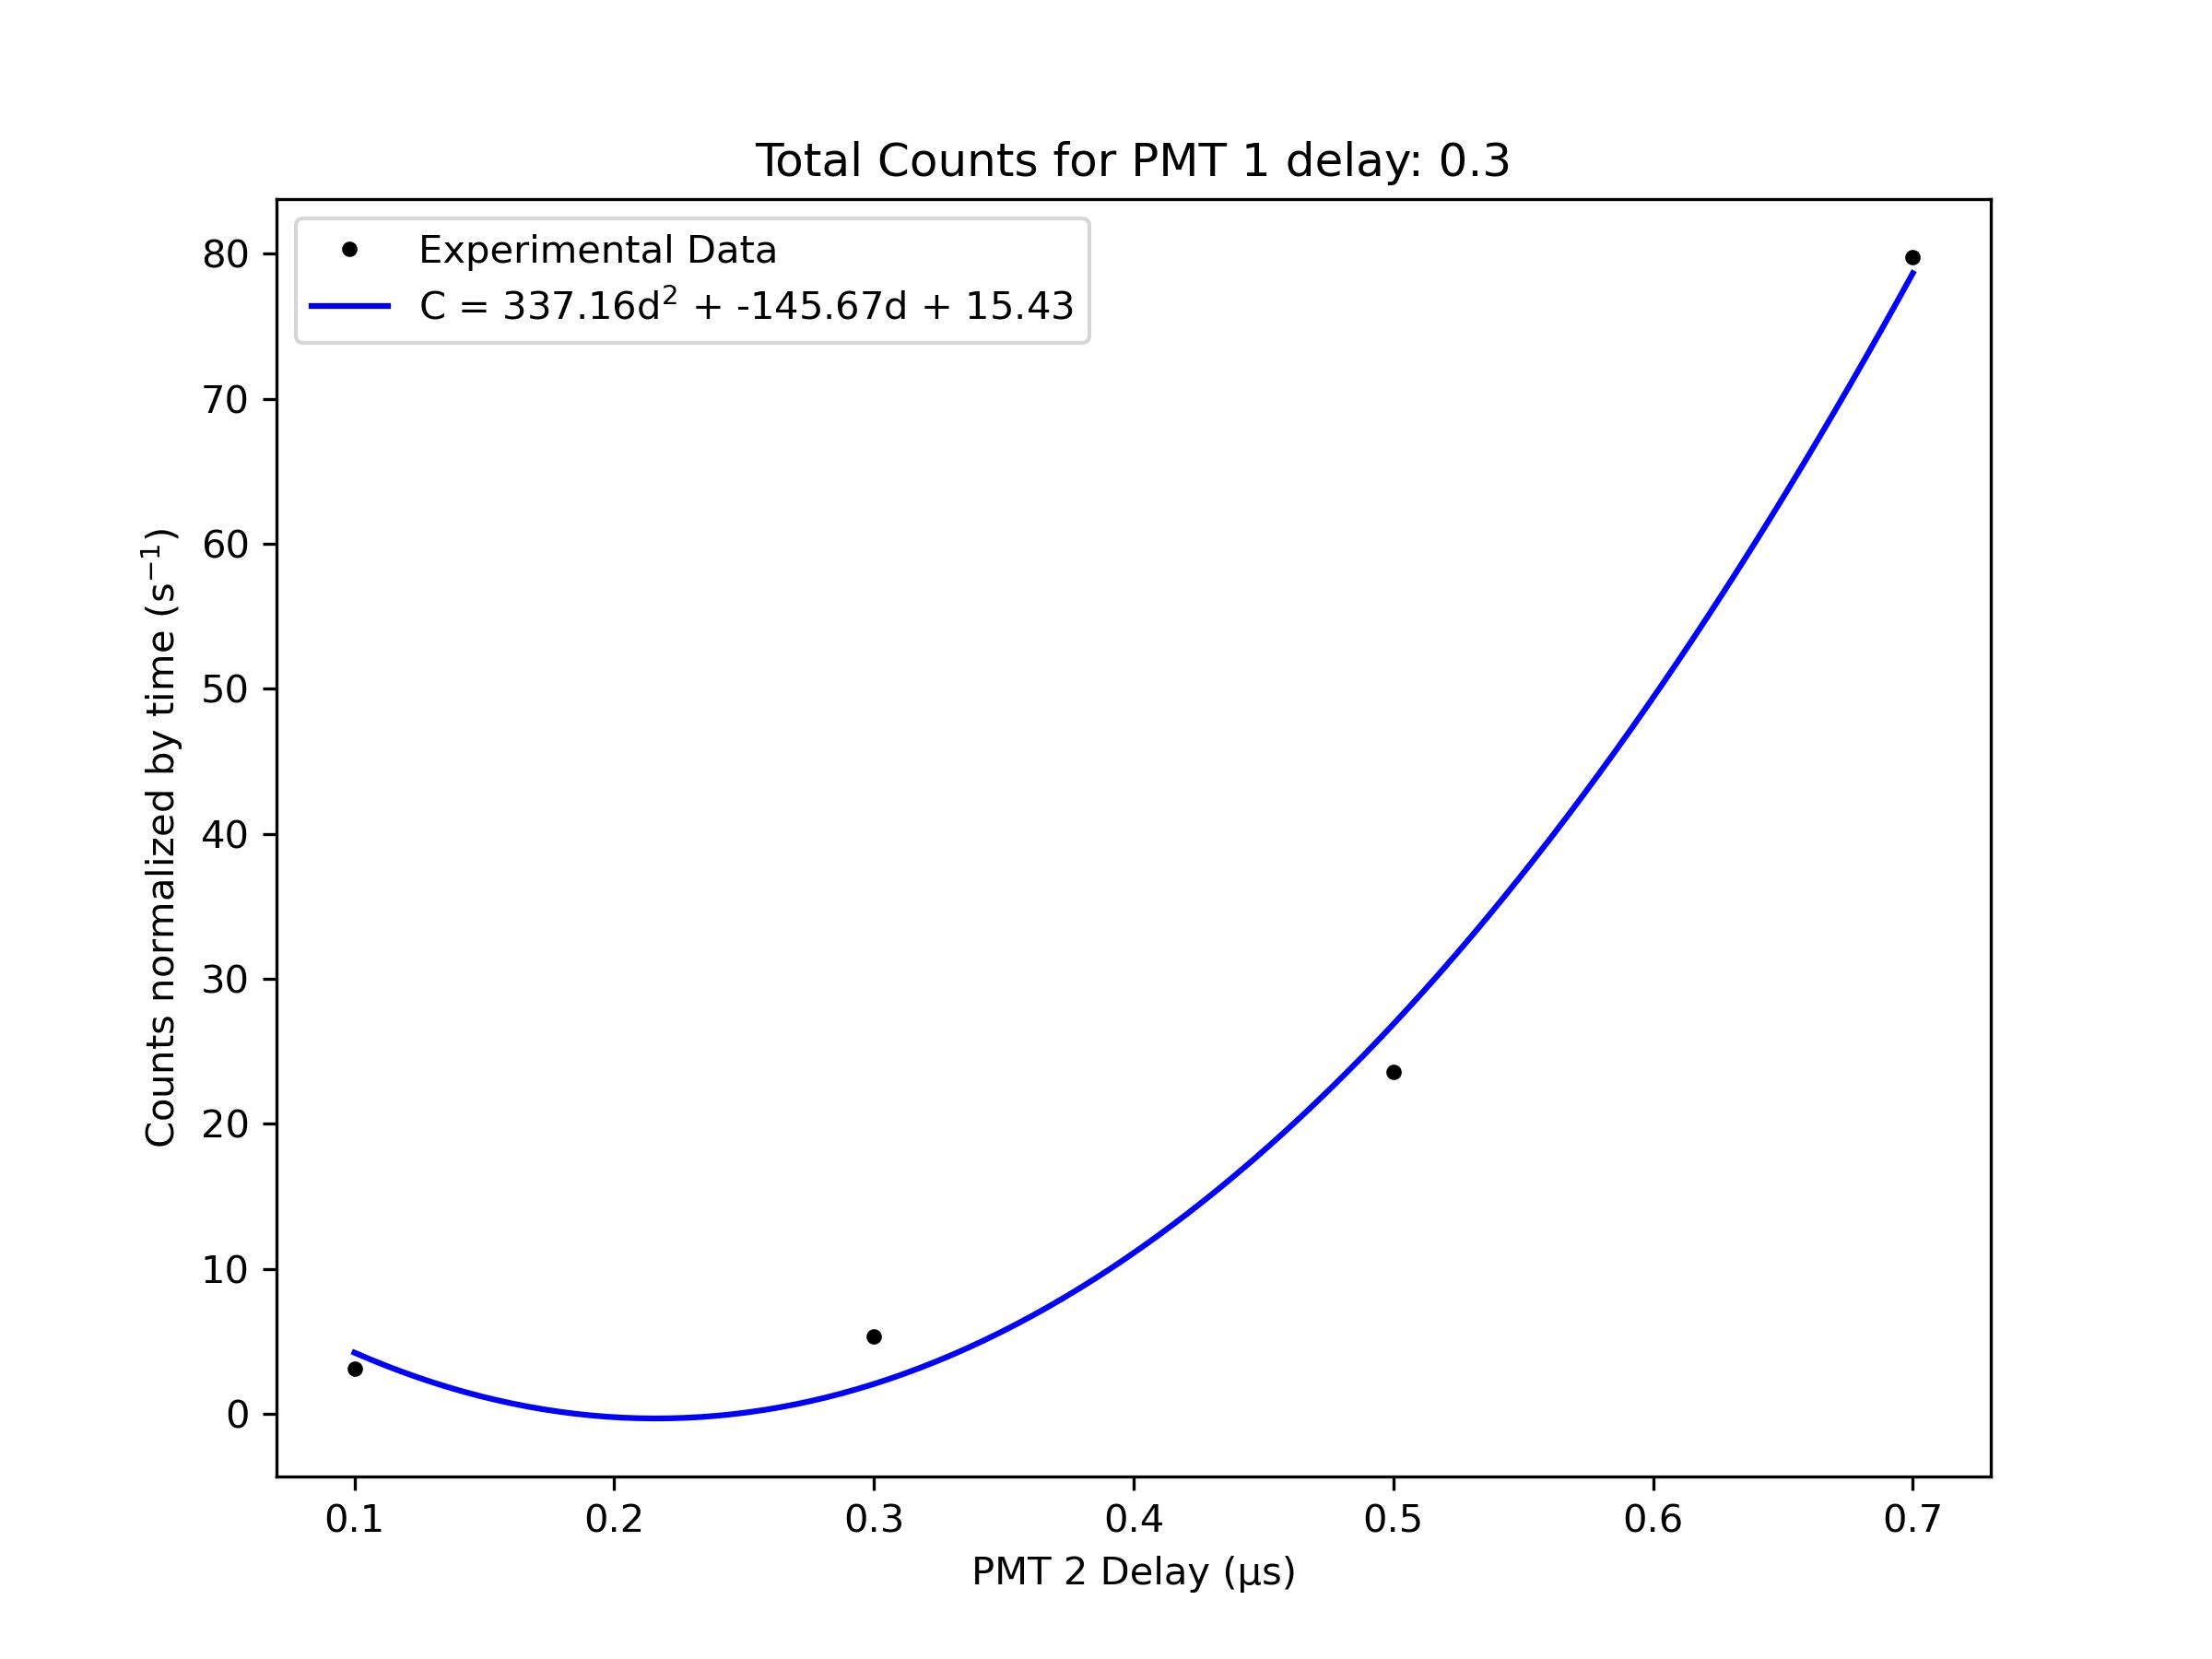 Total Counts for PMT 1 delay: 0.3
Experimental Data
C = 337.16d² + -145.67d + 15.43
80
70
60
50
40
30
20
10
0
Counts normalized by time (s⁻¹)
0.1 0.2 0.3 0.4 0.5 0.6 0.7
PMT 2 Delay (μs)